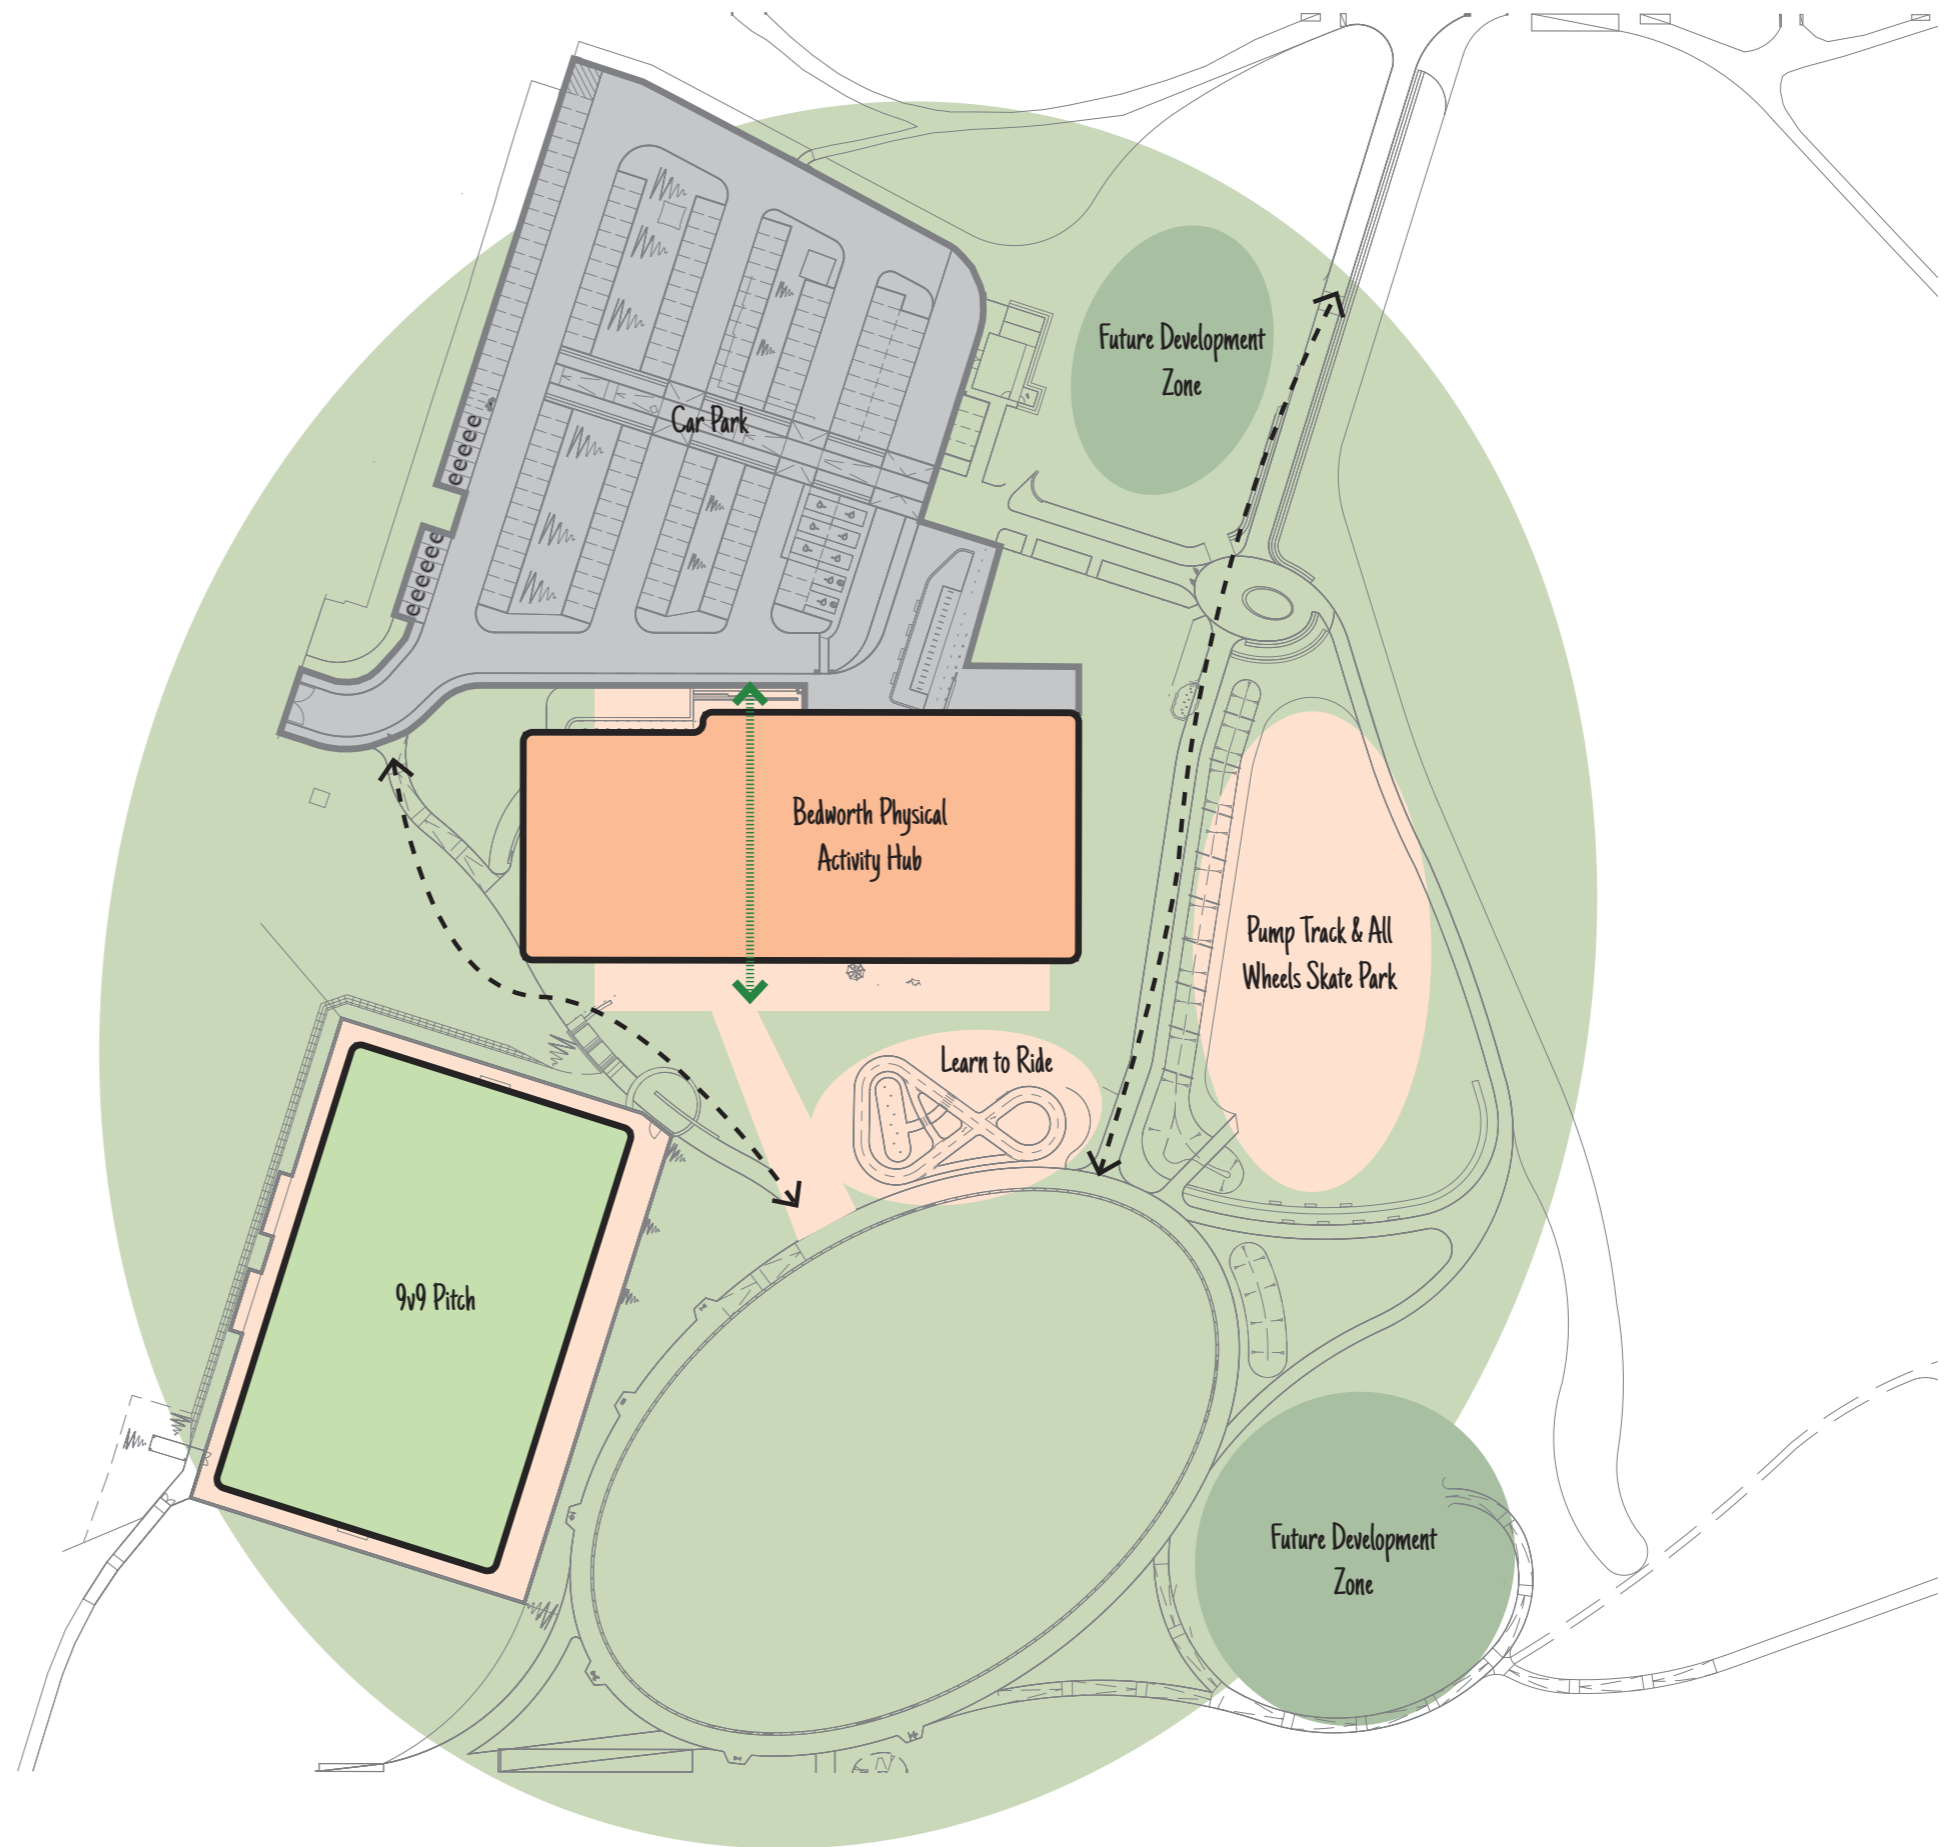 Future Development
Zone
Car Park
Bedworth Physical
Activity Hub
Pump Track & All
Wheels Skate Park
Learn to Ride
9v9 Pitch
Future Development
Zone